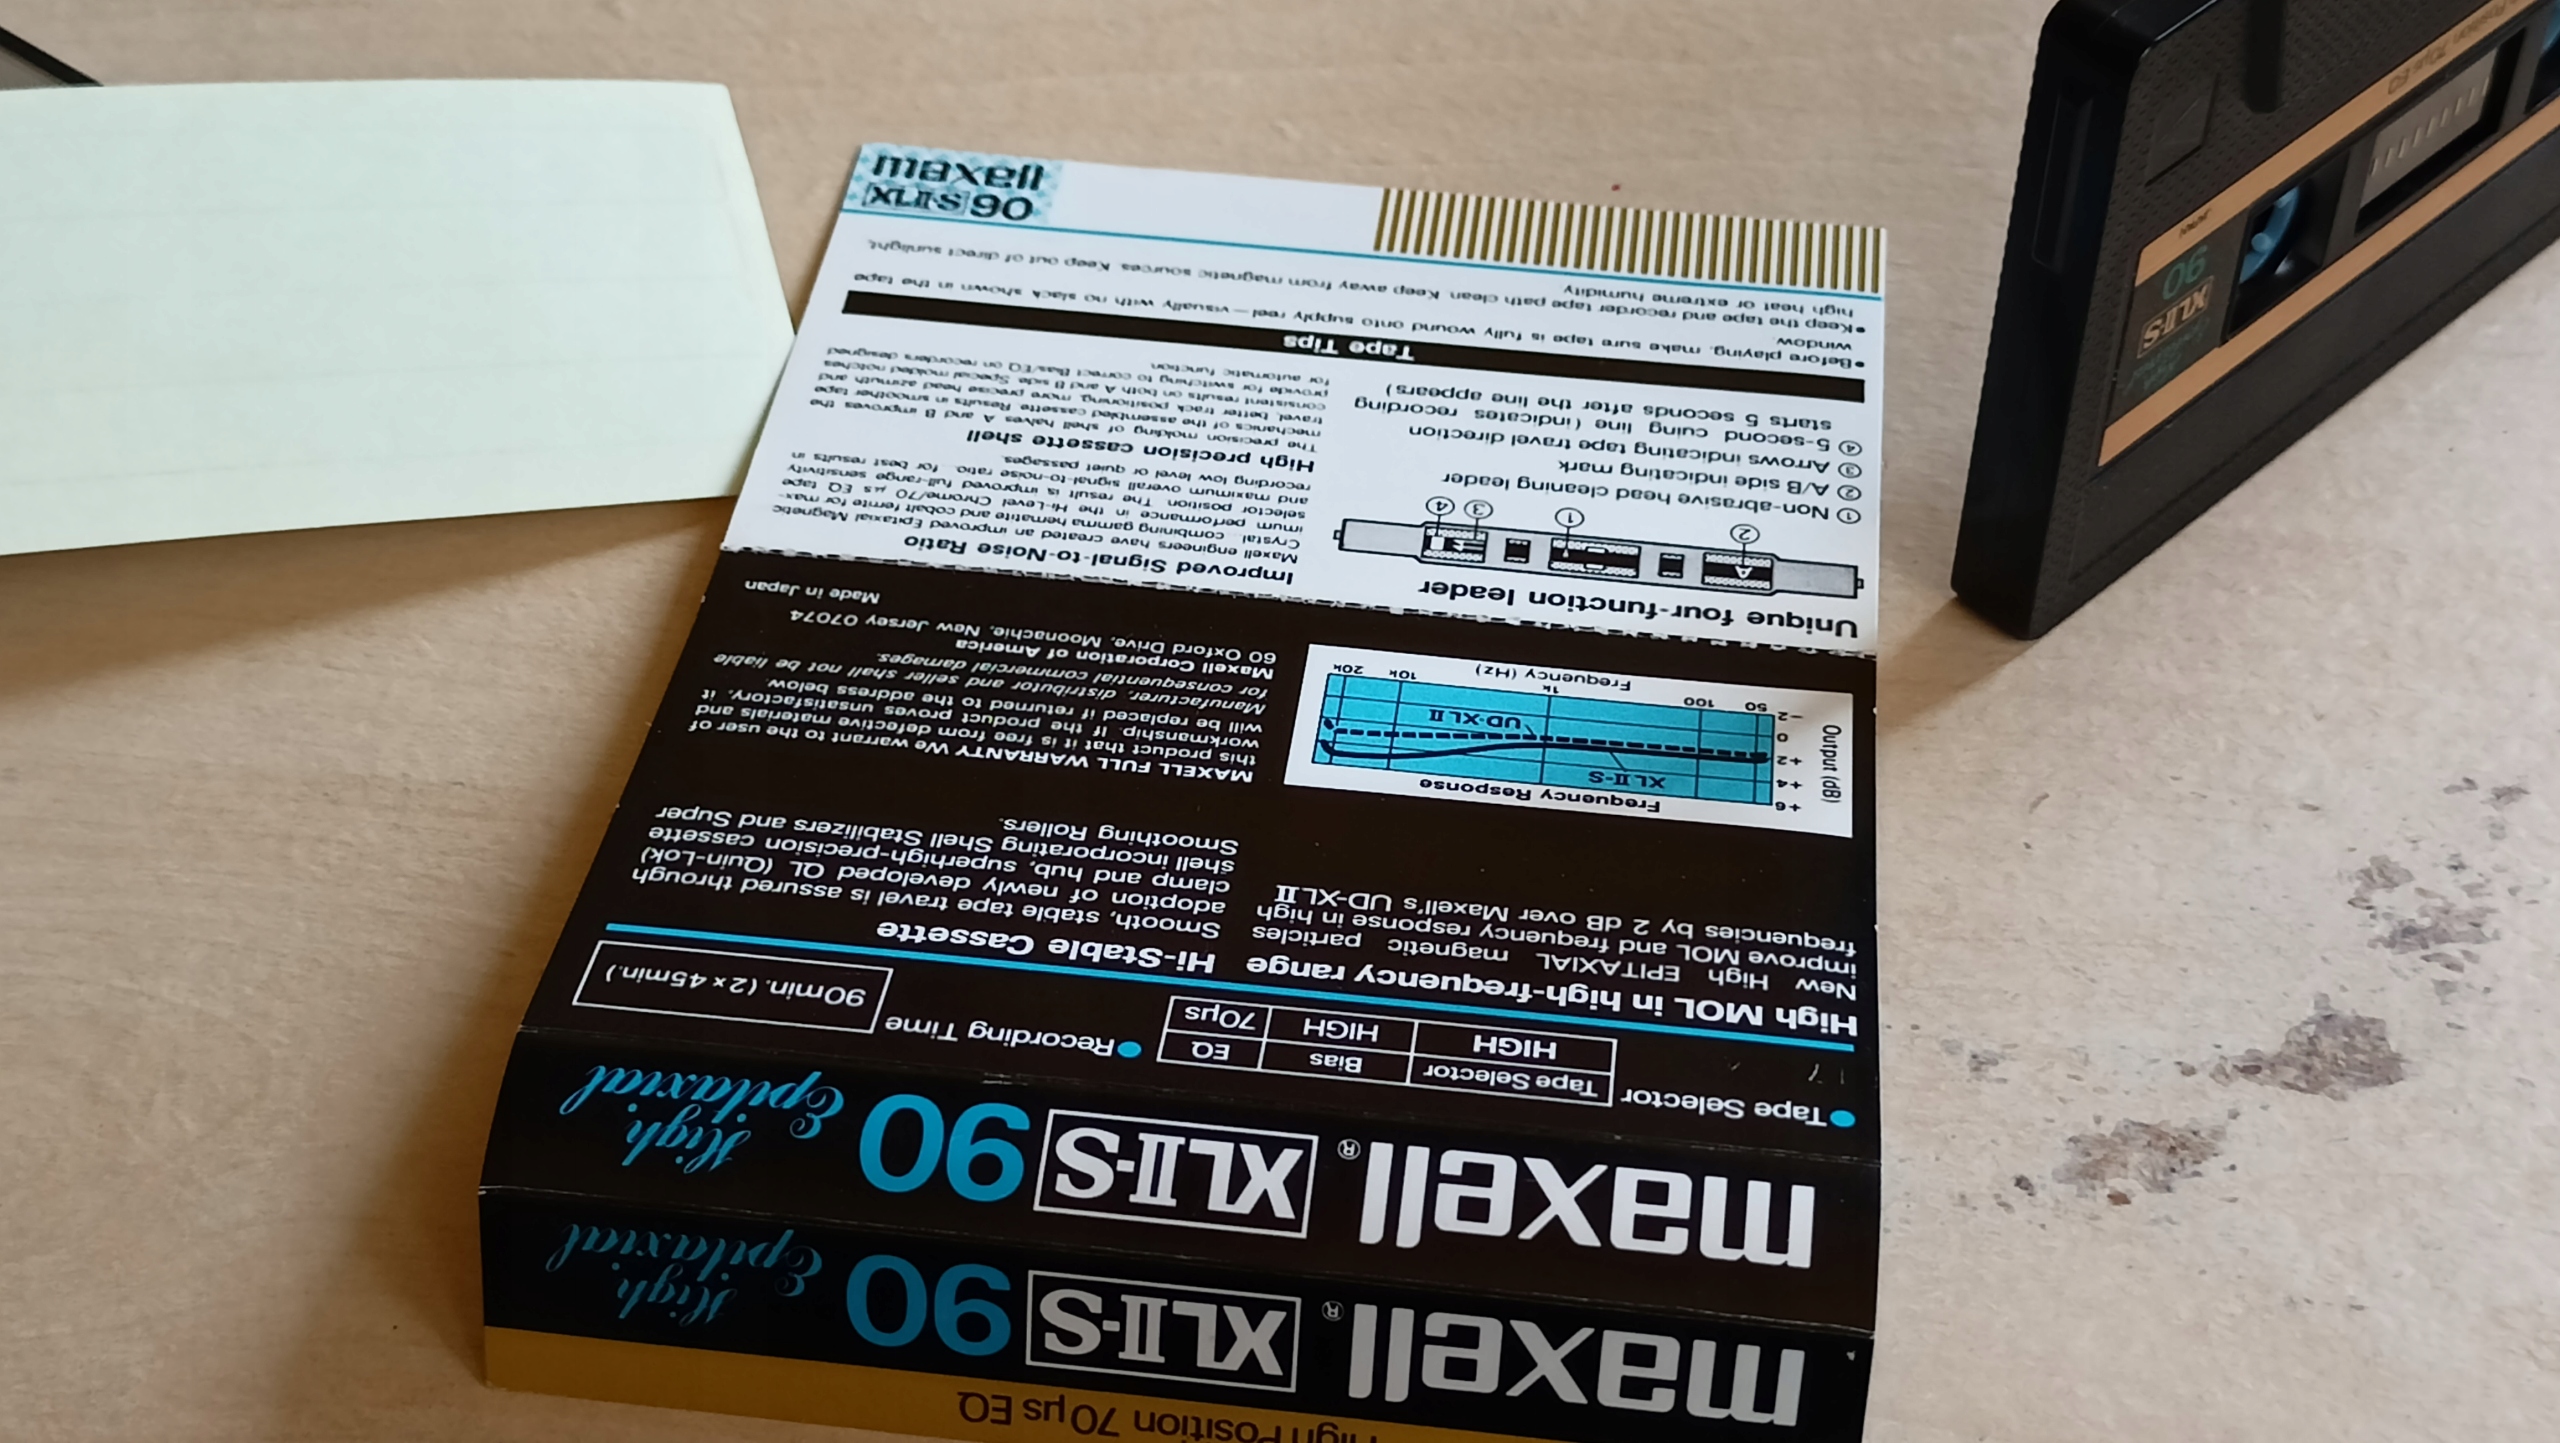 High Position 70µs EQ
maxell® XLII-S 90 High Epitaxial
maxell® XLII-S 90 High Epitaxial
●Tape Selector
Tape Selector Bias EQ
HIGH HIGH 70µs
●Recording Time
90min. (2×45min.)
High MOL in high-frequency range
New High EPITAXIAL magnetic particles
improve MOL and frequency response in high
frequencies by 2 dB over Maxell's UD-XLII
Frequency Response
Output (dB)
+6
+4
+2
0
-2
XLII-S
UD-XLII
50 100 1k 10k 20k
Frequency (Hz)
Hi-Stable Cassette
Smooth, stable tape travel is assured through
adoption of newly developed QL (Quin-Lok)
clamp and hub, superhigh-precision cassette
shell incorporating Shell Stabilizers and Super
Smoothing Rollers.
MAXELL FULL WARRANTY We warrant to the user of
this product that it is free from defective materials and
workmanship. If the product proves unsatisfactory, it
will be replaced if returned to the address below.
Manufacturer, distributor and seller shall not be liable
for consequential commercial damages.
Maxell Corporation of America
60 Oxford Drive, Moonachie, New Jersey 07074
Made in Japan
Unique four-function leader
A
② ① ③ ④
① Non-abrasive head cleaning leader
② A/B side indicating mark
③ Arrows indicating tape travel direction
④ 5-second cuing line (indicates recording
starts 5 seconds after the line appears)
Improved Signal-to-Noise Ratio
Maxell engineers have created an improved Epitaxial Magnetic
Crystal... combining gamma hematite and cobalt ferrite for max-
imum performance in the Hi-Level Chrome/70 µs EQ tape
selector position. The result is improved full-range sensitivity
and maximum overall signal-to-noise ratio, for best results in
recording low level or quiet passages.
High precision cassette shell
The precision molding of shell halves A and B improves the
mechanics of the assembled cassette. Results in smoother tape
travel, better track positioning, more precise head azimuth and
consistent results on both A and B side. Special molded notches
provide for switching to correct Bias/EQ on recorders designed
for automatic function.
Tape Tips
●Before playing, make sure tape is fully wound onto supply reel—visually with no slack shown in the tape
window.
●Keep the tape and recorder tape path clean. Keep away from magnetic sources. Keep out of direct sunlight,
high heat or extreme humidity.
XLII-S 90
maxell
XLII-S
90